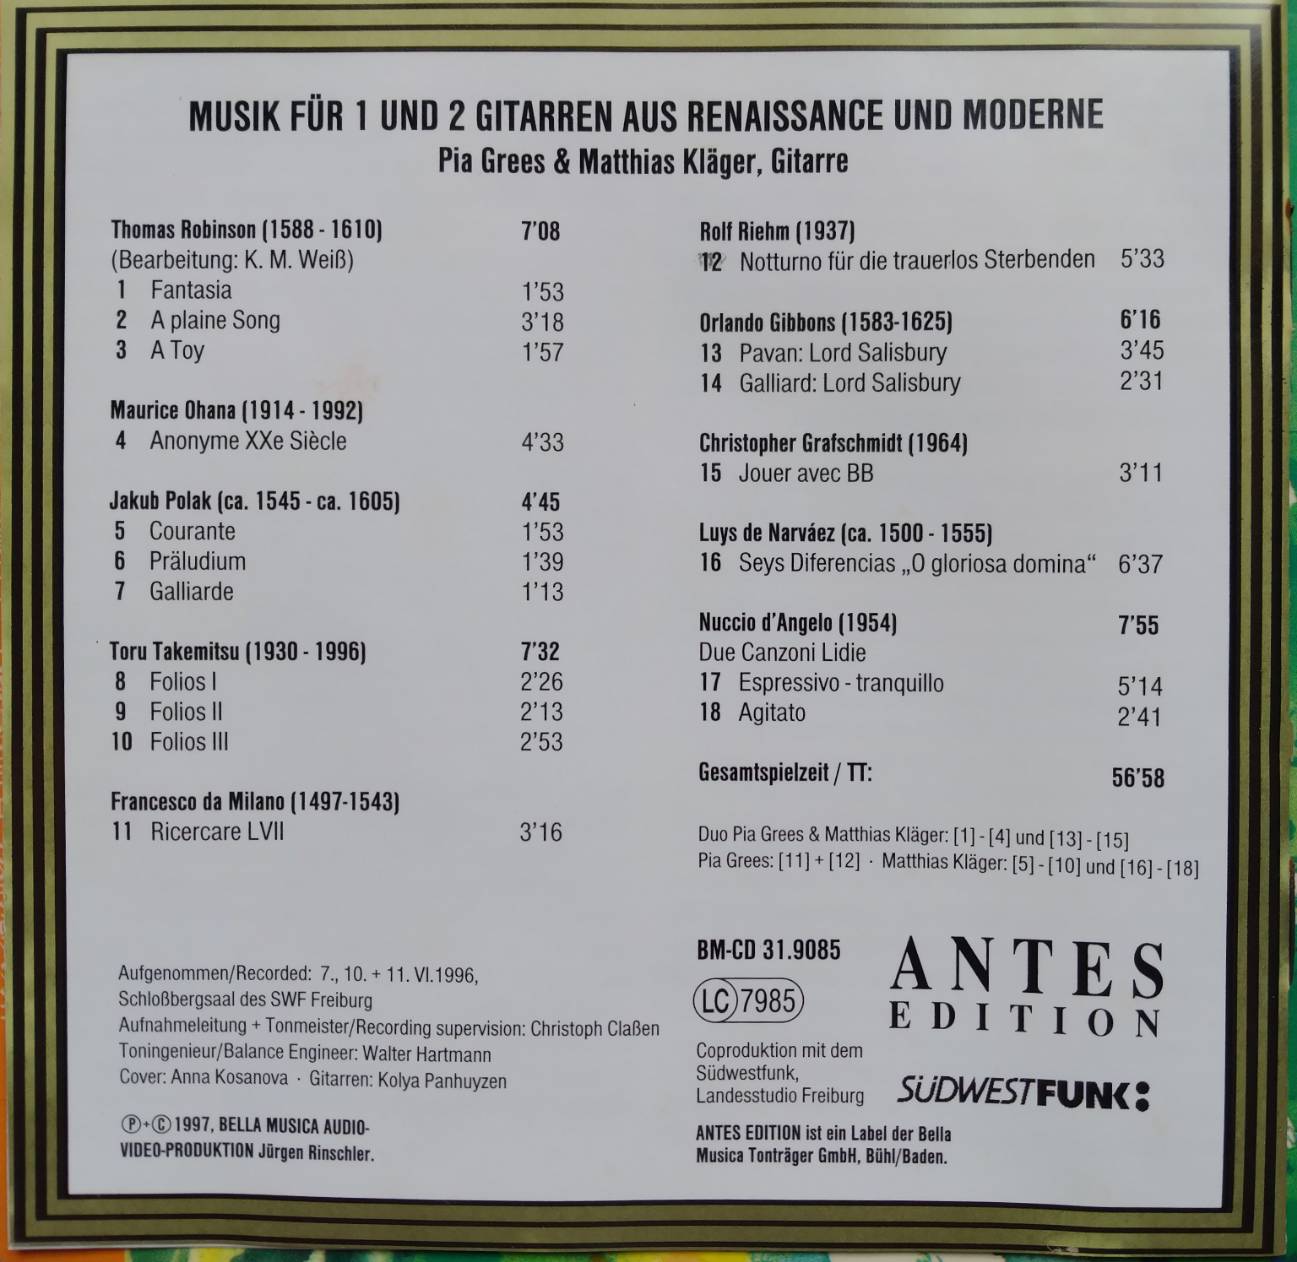 MUSIK FÜR 1 UND 2 GITARREN AUS RENAISSANCE UND MODERNE
Pia Grees & Matthias Kläger, Gitarre
Thomas Robinson (1588 - 1610) 7'08
(Bearbeitung: K. M. Weiß)
1 Fantasia 1'53
2 A plaine Song 3'18
3 A Toy 1'57
Maurice Ohana (1914 - 1992)
4 Anonyme XXe Siècle 4'33
Jakub Polak (ca. 1545 - ca. 1605) 4'45
5 Courante 1'53
6 Präludium 1'39
7 Galliarde 1'13
Toru Takemitsu (1930 - 1996) 7'32
8 Folios I 2'26
9 Folios II 2'13
10 Folios III 2'53
Francesco da Milano (1497-1543)
11 Ricercare LVII 3'16
Rolf Riehm (1937)
12 Notturno für die trauerlos Sterbenden 5'33
Orlando Gibbons (1583-1625) 6'16
13 Pavan: Lord Salisbury 3'45
14 Galliard: Lord Salisbury 2'31
Christopher Grafschmidt (1964)
15 Jouer avec BB 3'11
Luys de Narváez (ca. 1500 - 1555)
16 Seys Diferencias „O gloriosa domina“ 6'37
Nuccio d'Angelo (1954) 7'55
Due Canzoni Lidie
17 Espressivo - tranquillo 5'14
18 Agitato 2'41
Gesamtspielzeit / TT: 56'58
Duo Pia Grees & Matthias Kläger: [1] - [4] und [13] - [15]
Pia Grees: [11] + [12] · Matthias Kläger: [5] - [10] und [16] - [18]
Aufgenommen/Recorded: 7., 10. + 11. VI.1996,
Schloßbergsaal des SWF Freiburg
Aufnahmeleitung + Tonmeister/Recording supervision: Christoph Claßen
Toningenieur/Balance Engineer: Walter Hartmann
Cover: Anna Kosanova · Gitarren: Kolya Panhuyzen
Ⓟ+Ⓒ 1997, BELLA MUSICA AUDIO-
VIDEO-PRODUKTION Jürgen Rinschler.
BM-CD 31.9085
LC 7985
ANTES
EDITION
Coproduktion mit dem
Südwestfunk,
Landesstudio Freiburg
SÜDWESTFUNK:
ANTES EDITION ist ein Label der Bella
Musica Tonträger GmbH, Bühl/Baden.